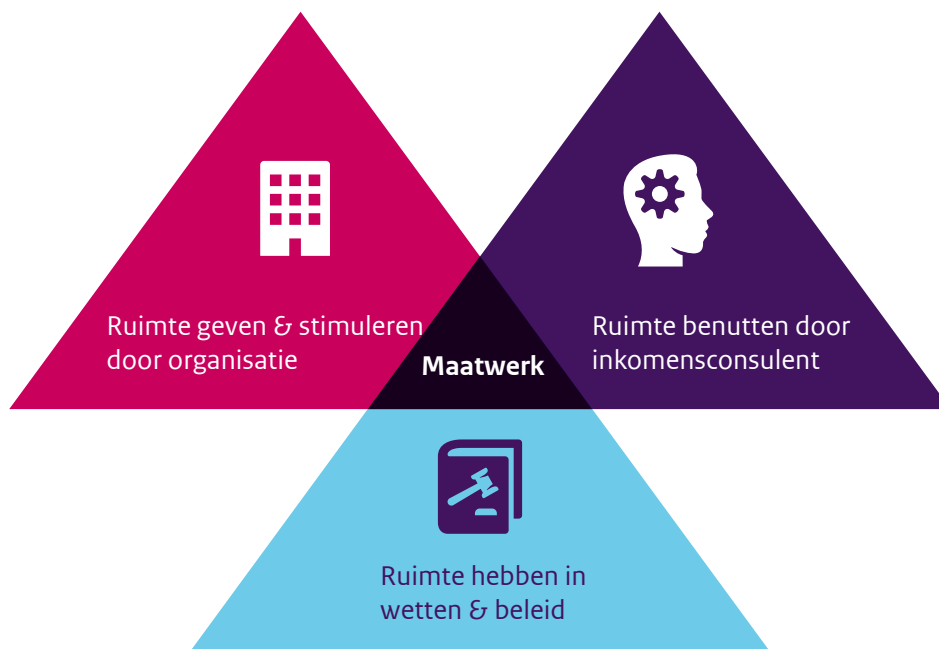 Ruimte geven & stimuleren
door organisatie
Maatwerk
Ruimte benutten door
inkomensconsulent
Ruimte hebben in
wetten & beleid